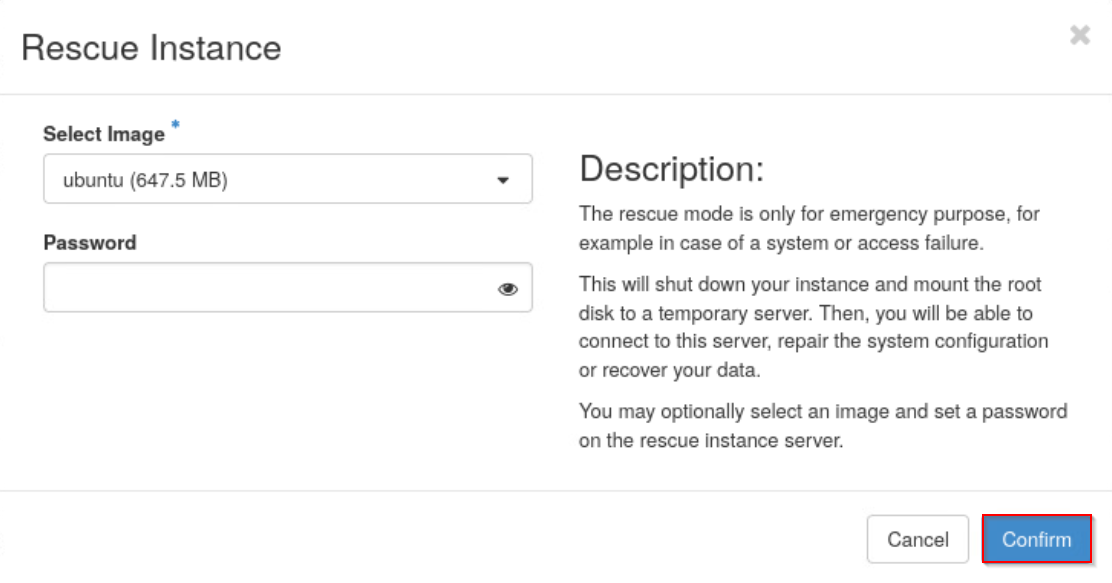 Rescue Instance
Select Image *
ubuntu (647.5 MB)
Password
Description:
The rescue mode is only for emergency purpose, for
example in case of a system or access failure.
This will shut down your instance and mount the root
disk to a temporary server. Then, you will be able to
connect to this server, repair the system configuration
or recover your data.
You may optionally select an image and set a password
on the rescue instance server.
Cancel
Confirm